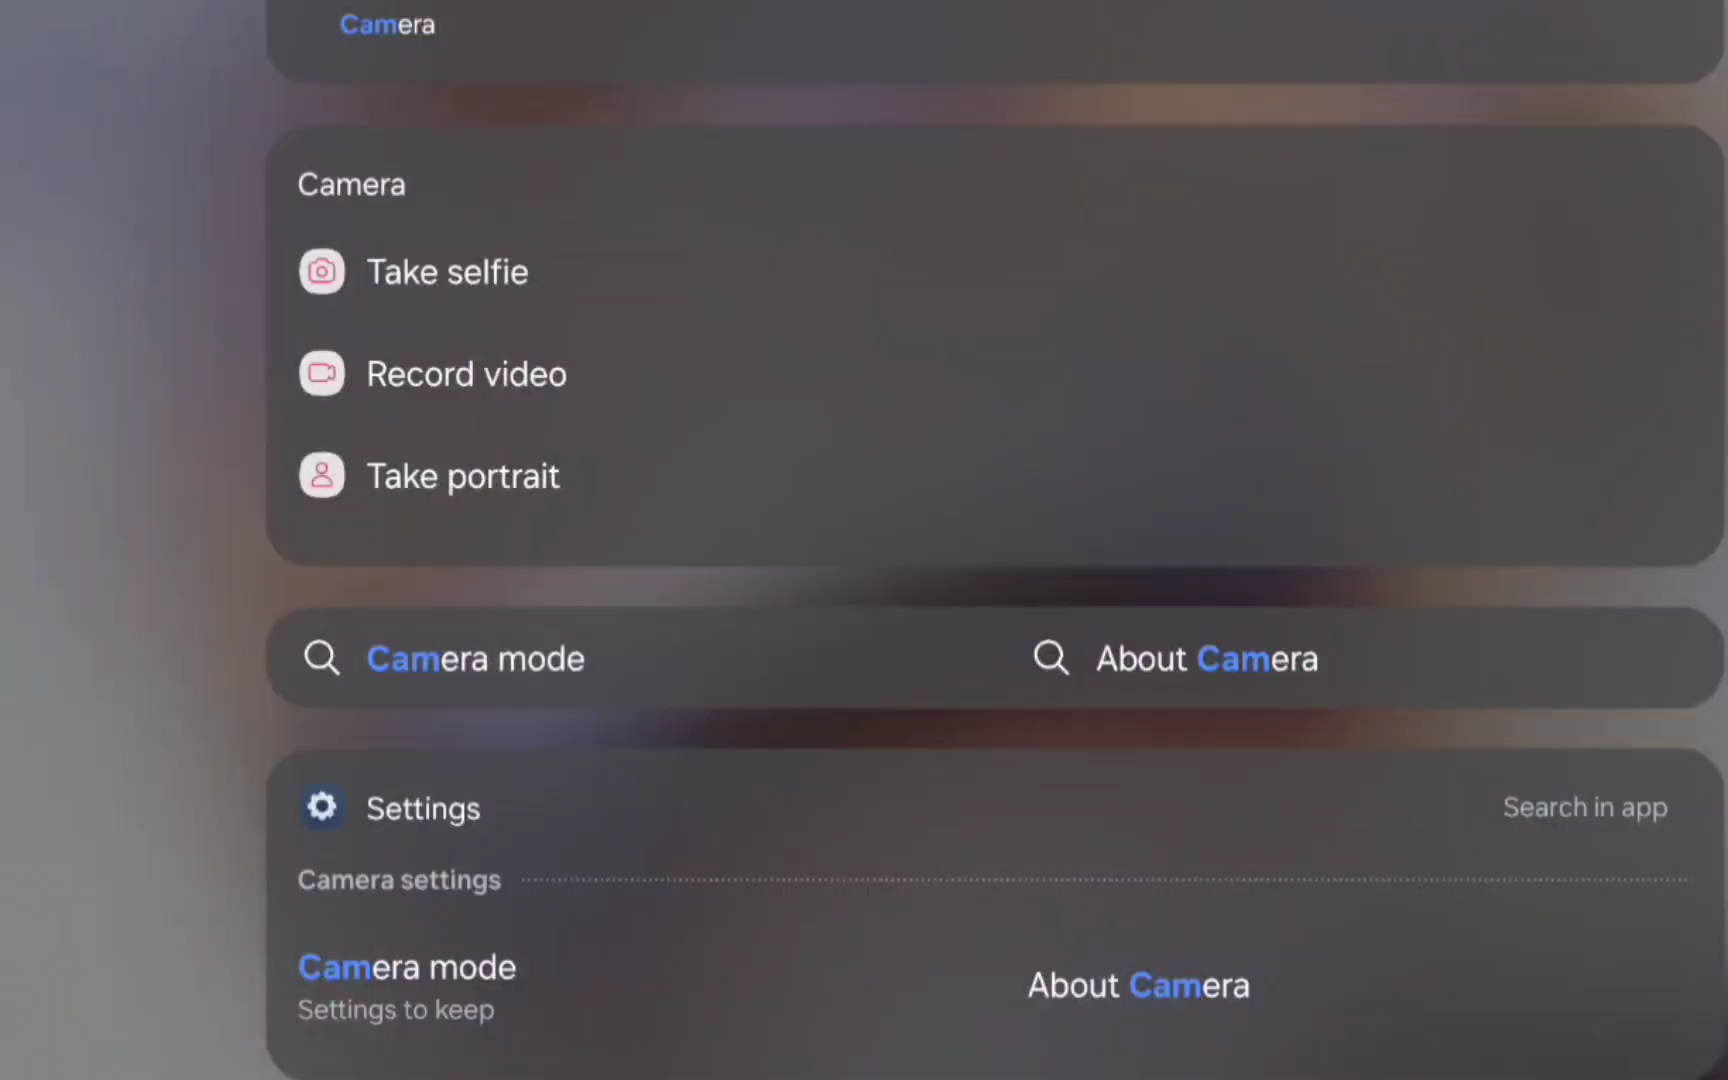 Camera
Camera
Take selfie
Record video
Take portrait
Camera mode
About Camera
Settings
Search in app
Camera settings
Camera mode
Settings to keep
About Camera